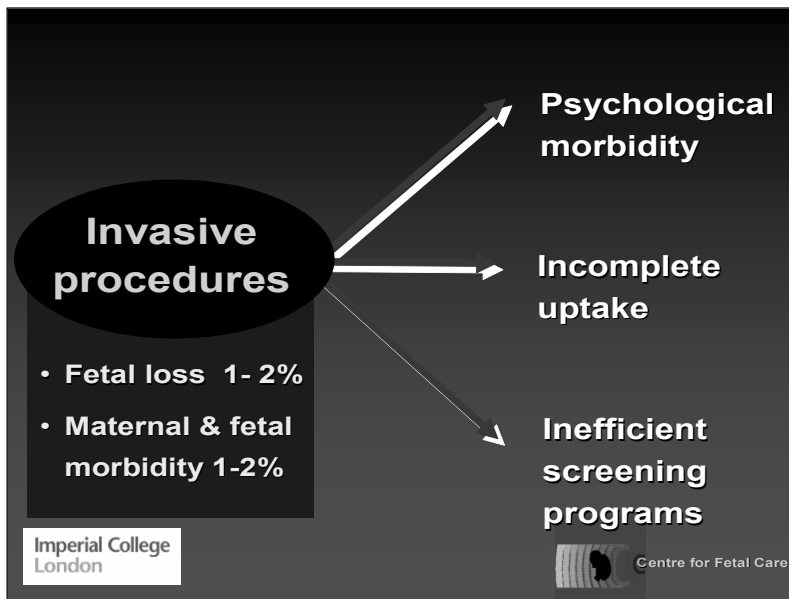 Invasive
procedures
• Fetal loss 1- 2%
• Maternal & fetal
morbidity 1-2%
Psychological
morbidity
Incomplete
uptake
Inefficient
screening
programs
Imperial College
London
Centre for Fetal Care